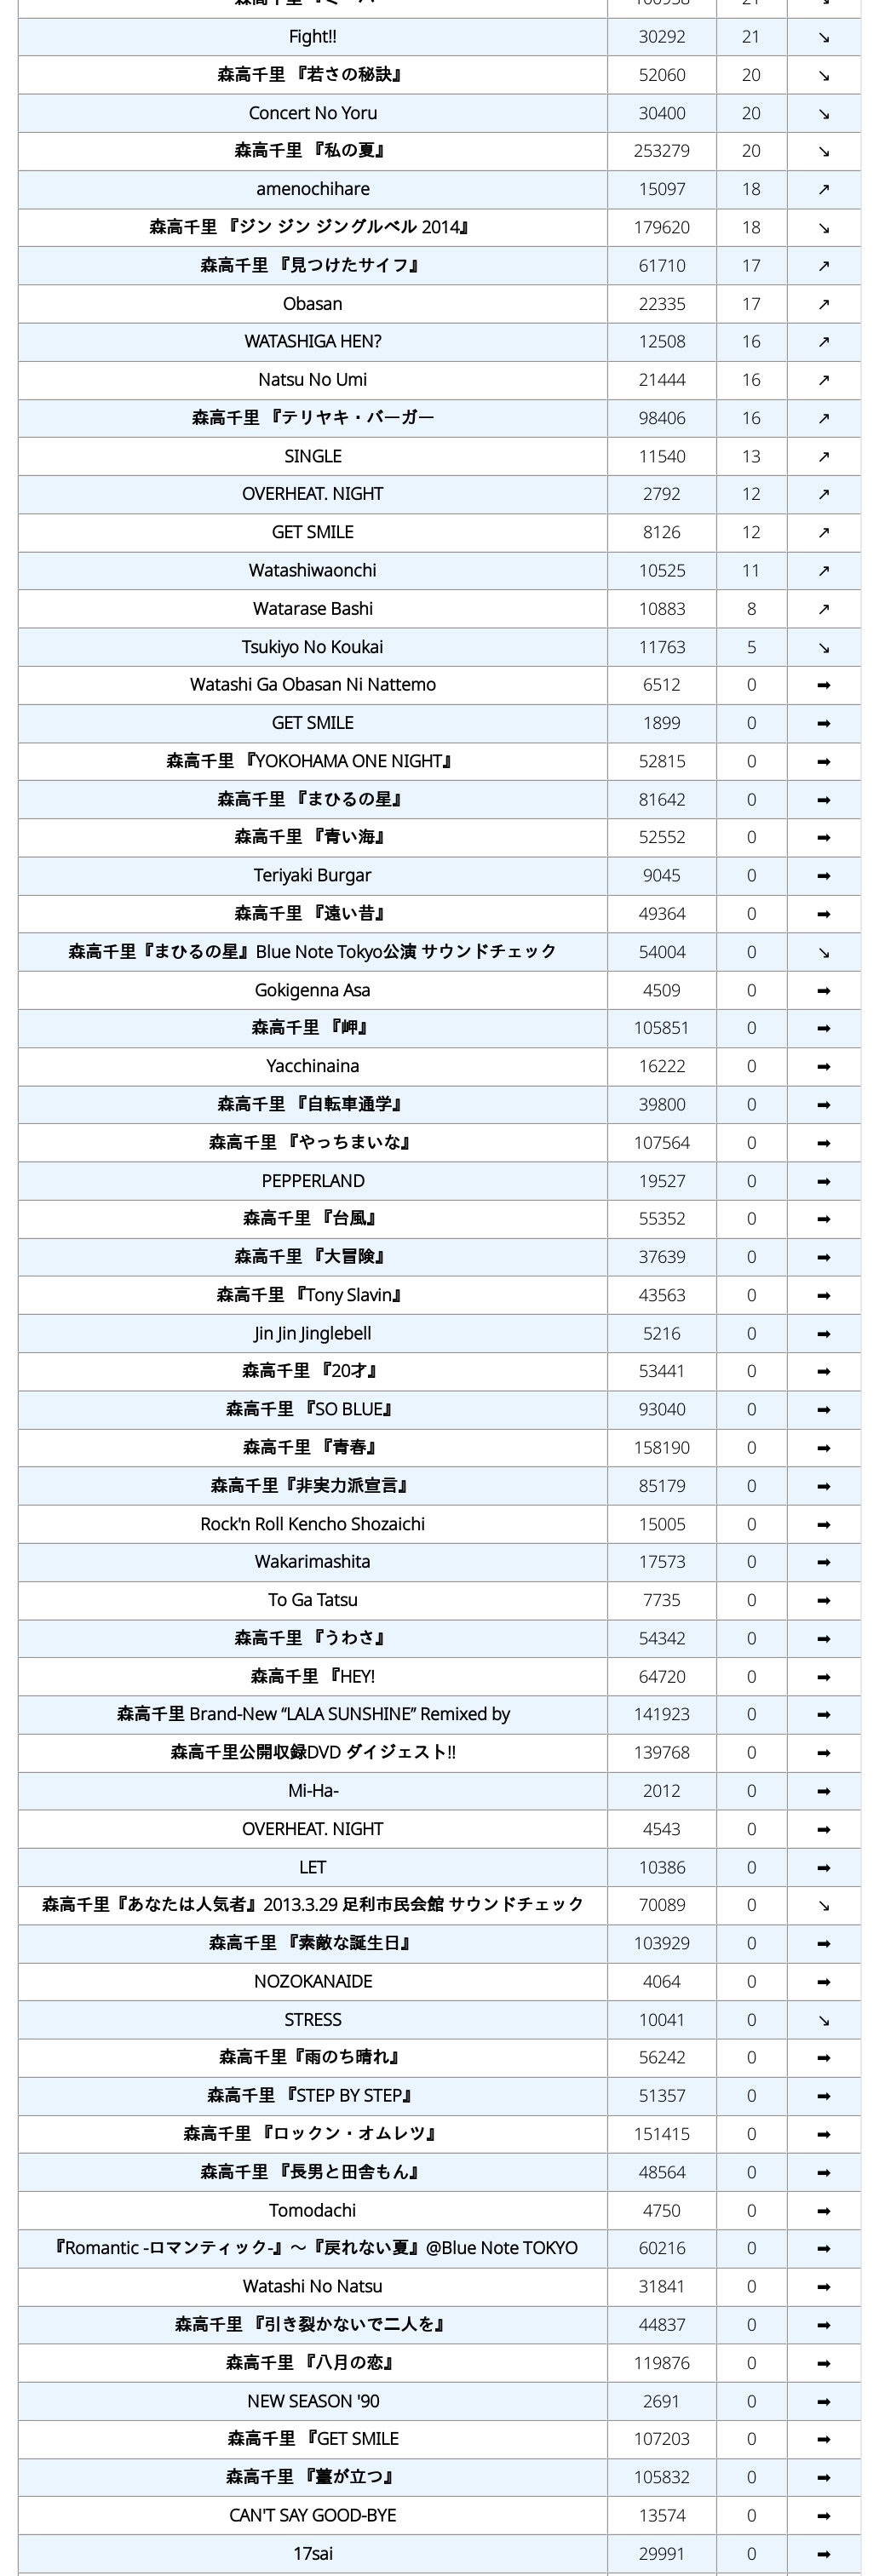 Fight!! 30292 21 ↘
森高千里 『若さの秘訣』 52060 20 ↘
Concert No Yoru 30400 20 ↘
森高千里 『私の夏』 253279 20 ↘
amenochihare 15097 18 ↗
森高千里 『ジン ジン ジングルベル 2014』 179620 18 ↘
森高千里 『見つけたサイフ』 61710 17 ↗
Obasan 22335 17 ↗
WATASHIGA HEN? 12508 16 ↗
Natsu No Umi 21444 16 ↗
森高千里 『テリヤキ・バーガー 98406 16 ↗
SINGLE 11540 13 ↗
OVERHEAT. NIGHT 2792 12 ↗
GET SMILE 8126 12 ↗
Watashiwaonchi 10525 11 ↗
Watarase Bashi 10883 8 ↗
Tsukiyo No Koukai 11763 5 ↘
Watashi Ga Obasan Ni Nattemo 6512 0 ➡
GET SMILE 1899 0 ➡
森高千里 『YOKOHAMA ONE NIGHT』 52815 0 ➡
森高千里 『まひるの星』 81642 0 ➡
森高千里 『青い海』 52552 0 ➡
Teriyaki Burgar 9045 0 ➡
森高千里 『遠い昔』 49364 0 ➡
森高千里『まひるの星』Blue Note Tokyo公演 サウンドチェック 54004 0 ↘
Gokigenna Asa 4509 0 ➡
森高千里 『岬』 105851 0 ➡
Yacchinaina 16222 0 ➡
森高千里 『自転車通学』 39800 0 ➡
森高千里 『やっちまいな』 107564 0 ➡
PEPPERLAND 19527 0 ➡
森高千里 『台風』 55352 0 ➡
森高千里 『大冒険』 37639 0 ➡
森高千里 『Tony Slavin』 43563 0 ➡
Jin Jin Jinglebell 5216 0 ➡
森高千里 『20才』 53441 0 ➡
森高千里 『SO BLUE』 93040 0 ➡
森高千里 『青春』 158190 0 ➡
森高千里『非実力派宣言』 85179 0 ➡
Rock'n Roll Kencho Shozaichi 15005 0 ➡
Wakarimashita 17573 0 ➡
To Ga Tatsu 7735 0 ➡
森高千里 『うわさ』 54342 0 ➡
森高千里 『HEY! 64720 0 ➡
森高千里 Brand-New “LALA SUNSHINE” Remixed by 141923 0 ➡
森高千里公開収録DVD ダイジェスト!! 139768 0 ➡
Mi-Ha- 2012 0 ➡
OVERHEAT. NIGHT 4543 0 ➡
LET 10386 0 ➡
森高千里『あなたは人気者』2013.3.29 足利市民会館 サウンドチェック 70089 0 ↘
森高千里 『素敵な誕生日』 103929 0 ➡
NOZOKANAIDE 4064 0 ➡
STRESS 10041 0 ↘
森高千里『雨のち晴れ』 56242 0 ➡
森高千里 『STEP BY STEP』 51357 0 ➡
森高千里 『ロックン・オムレツ』 151415 0 ➡
森高千里 『長男と田舎もん』 48564 0 ➡
Tomodachi 4750 0 ➡
『Romantic -ロマンティック-』～『戻れない夏』@Blue Note TOKYO 60216 0 ➡
Watashi No Natsu 31841 0 ➡
森高千里 『引き裂かないで二人を』 44837 0 ➡
森高千里 『八月の恋』 119876 0 ➡
NEW SEASON '90 2691 0 ➡
森高千里 『GET SMILE 107203 0 ➡
森高千里 『薹が立つ』 105832 0 ➡
CAN'T SAY GOOD-BYE 13574 0 ➡
17sai 29991 0 ➡